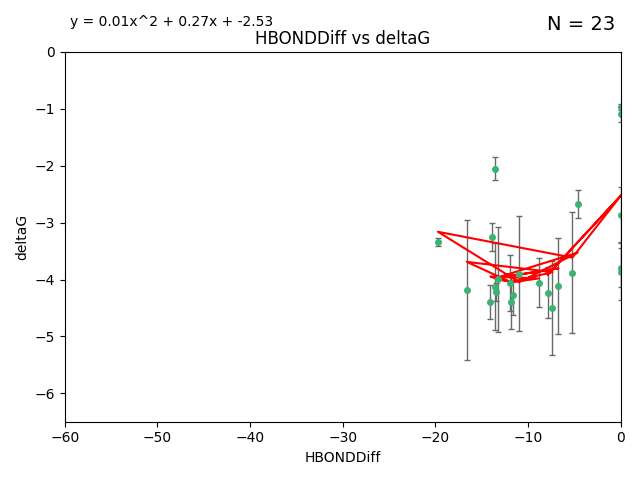 y = 0.01x^2 + 0.27x + -2.53
N = 23
HBONDDiff vs deltaG
0
−1
−2
−3
−4
−5
−6
deltaG
−60 −50 −40 −30 −20 −10 0
HBONDDiff